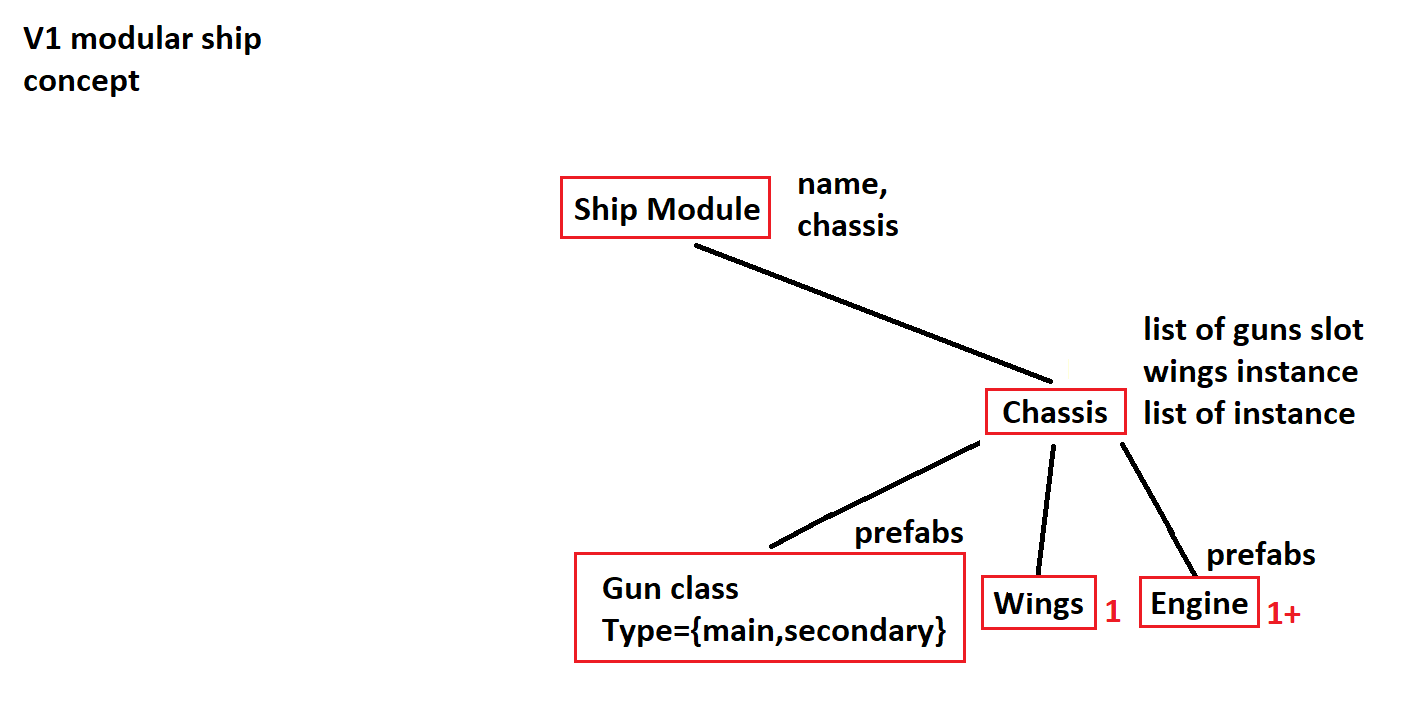 V1 modular ship
concept
Ship Module
name,
chassis
list of guns slot
wings instance
list of instance
Chassis
prefabs
Gun class
Type={main,secondary}
Wings
1
prefabs
Engine
1+